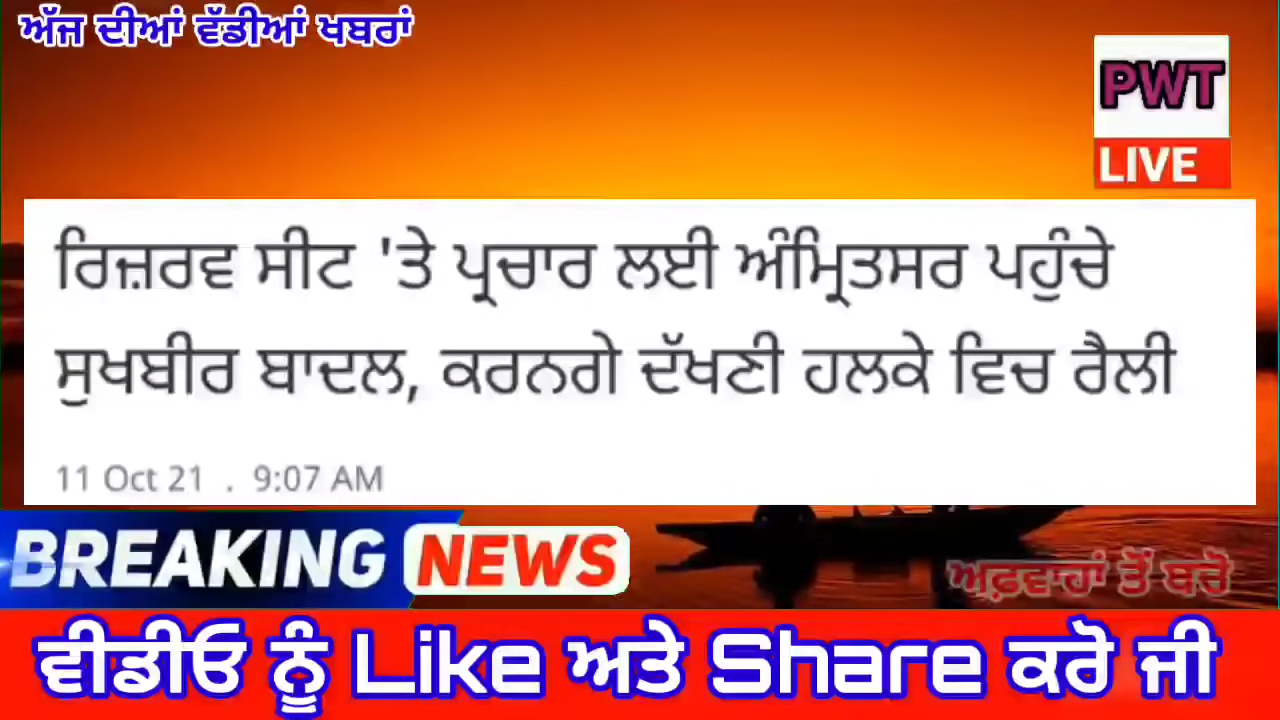 ਅੱਜ ਦੀਆਂ ਵੱਡੀਆਂ ਖਬਰਾਂ
PWT
LIVE
ਰਿਜ਼ਰਵ ਸੀਟ 'ਤੇ ਪ੍ਰਚਾਰ ਲਈ ਅੰਮ੍ਰਿਤਸਰ ਪਹੁੰਚੇ
ਸੁਖਬੀਰ ਬਾਦਲ, ਕਰਨਗੇ ਦੱਖਣੀ ਹਲਕੇ ਵਿਚ ਰੈਲੀ
11 Oct 21 . 9:07 AM
BREAKING NEWS
ਅਫ਼ਵਾਹਾਂ ਤੋਂ ਬਚੋ
ਵੀਡੀਓ ਨੂੰ Like ਅਤੇ Share ਕਰੋ ਜੀ